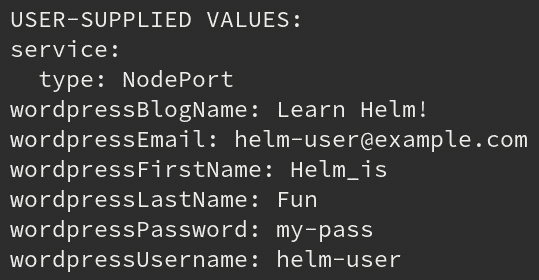 USER-SUPPLIED VALUES:
service:
  type: NodePort
wordpressBlogName: Learn Helm!
wordpressEmail: helm-user@example.com
wordpressFirstName: Helm_is
wordpressLastName: Fun
wordpressPassword: my-pass
wordpressUsername: helm-user